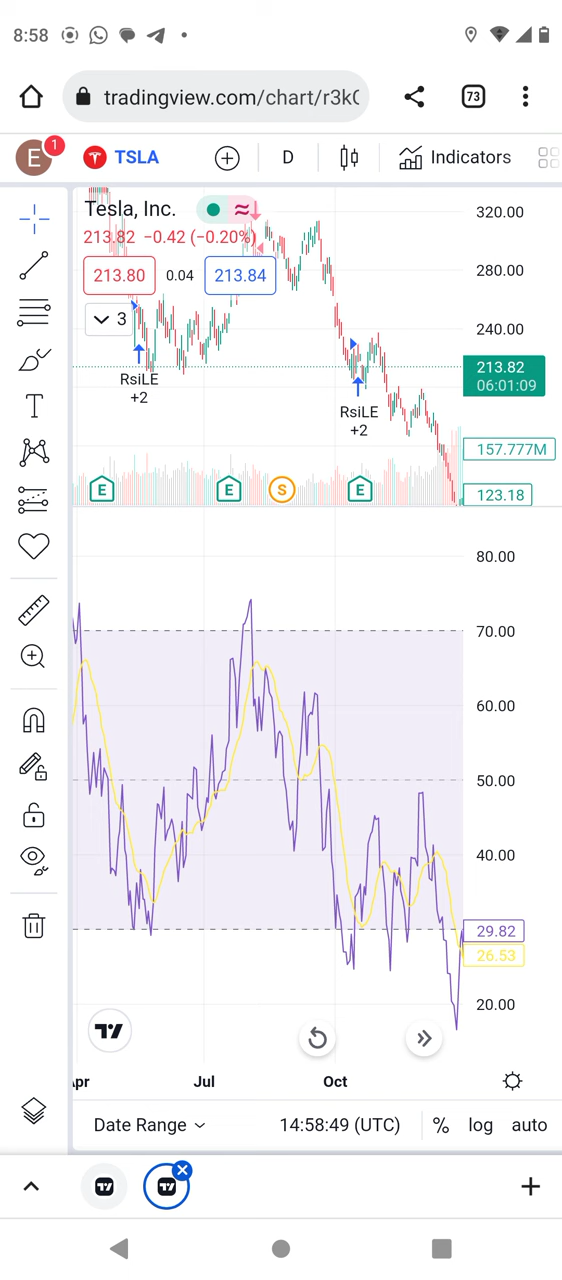 8:58
tradingview.com/chart/r3k
73
E
1
TSLA
D
Indicators
Tesla, Inc.
213.82 −0.42 (−0.20%)
213.80 0.04 213.84
3
RsiLE
+2
RsiLE
+2
E
E
S
E
320.00
280.00
240.00
213.82
06:01:09
157.777M
123.18
80.00
70.00
60.00
50.00
40.00
29.82
26.53
20.00
Apr
Jul
Oct
Date Range
14:58:49 (UTC)
%
log
auto